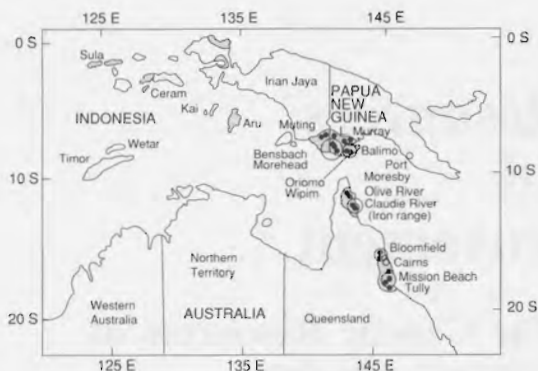 125 E 135 E 145 E
0 S 0 S
Sula
Irian Jaya
PAPUA
NEW
GUINEA
Ceram
INDONESIA
Kai
Aru
Muting
L. Murray
Wetar
Bensbach
Morehead
Balimo
Timor
Port
Moresby
Oriomo
Wipim
10 S 10 S
Olive River
Claudie River
(Iron range)
Bloomfield
Cairns
Northern
Territory
Mission Beach
Tully
Western
Australia
AUSTRALIA
Queensland
20 S 20 S
125 E 135 E 145 E